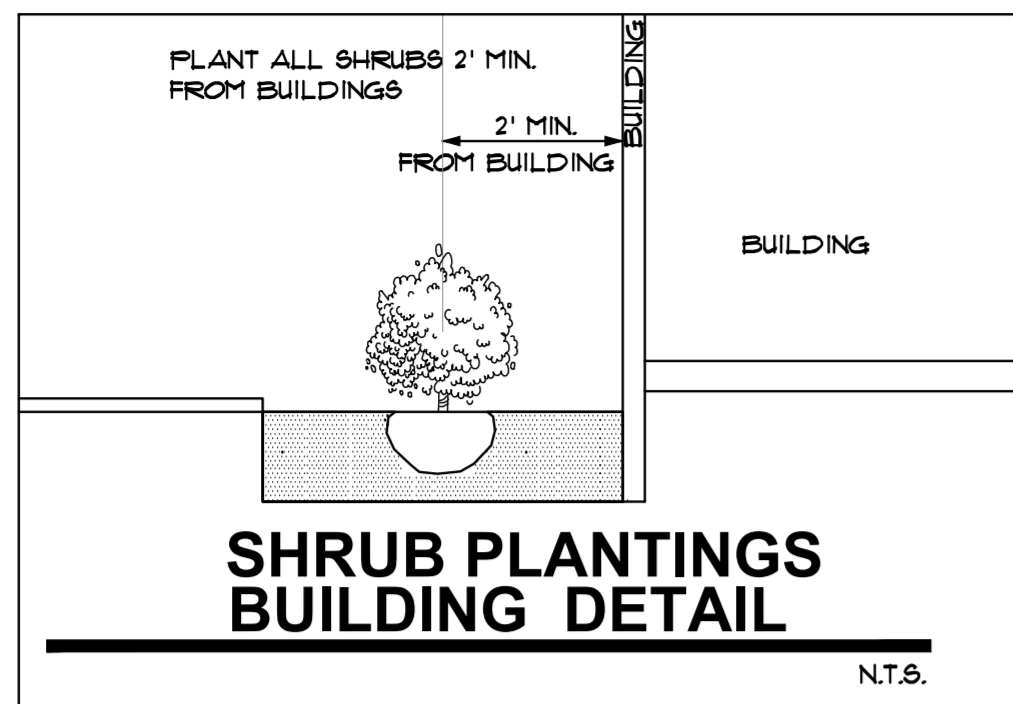 PLANT ALL SHRUBS 2' MIN.
FROM BUILDINGS
2' MIN.
FROM BUILDING
BUILDING
BUILDING
SHRUB PLANTINGS
BUILDING DETAIL
N.T.S.